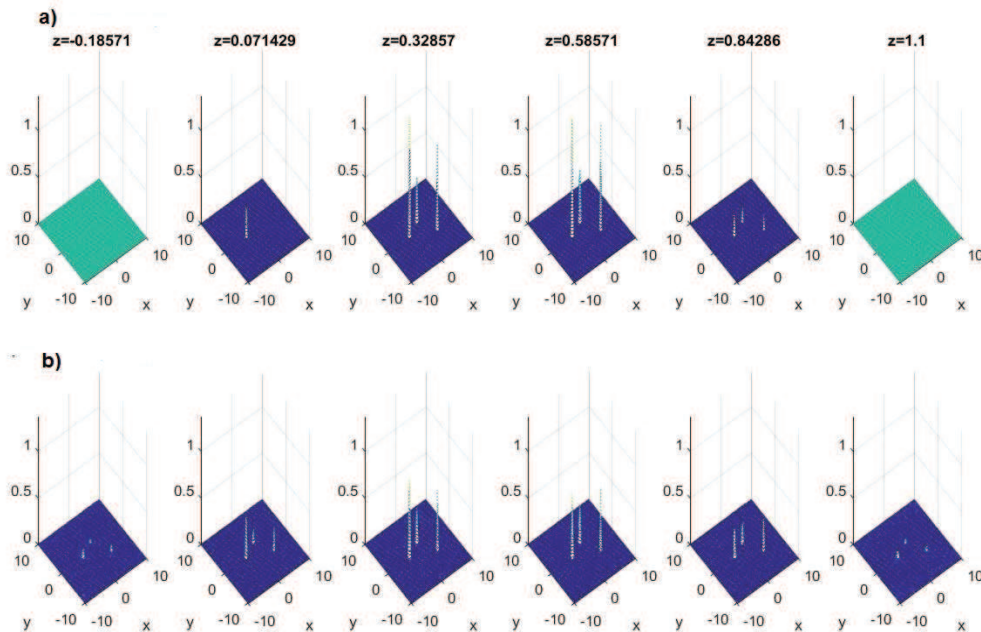 a)
z=-0.18571 z=0.071429 z=0.32857 z=0.58571 z=0.84286 z=1.1
1 1 1 1 1 1
0.5 0.5 0.5 0.5 0.5 0.5
0 0 0 0 0 0
10 10 10 10 10 10 10 10 10 10 10 10
0 0 0 0 0 0 0 0 0 0 0 0
y -10 -10 x y -10 -10 x y -10 -10 x y -10 -10 x y -10 -10 x y -10 -10 x
b)
1 1 1 1 1 1
0.5 0.5 0.5 0.5 0.5 0.5
0 0 0 0 0 0
10 10 10 10 10 10 10 10 10 10 10 10
0 0 0 0 0 0 0 0 0 0 0 0
y -10 -10 x y -10 -10 x y -10 -10 x y -10 -10 x y -10 -10 x y -10 -10 x